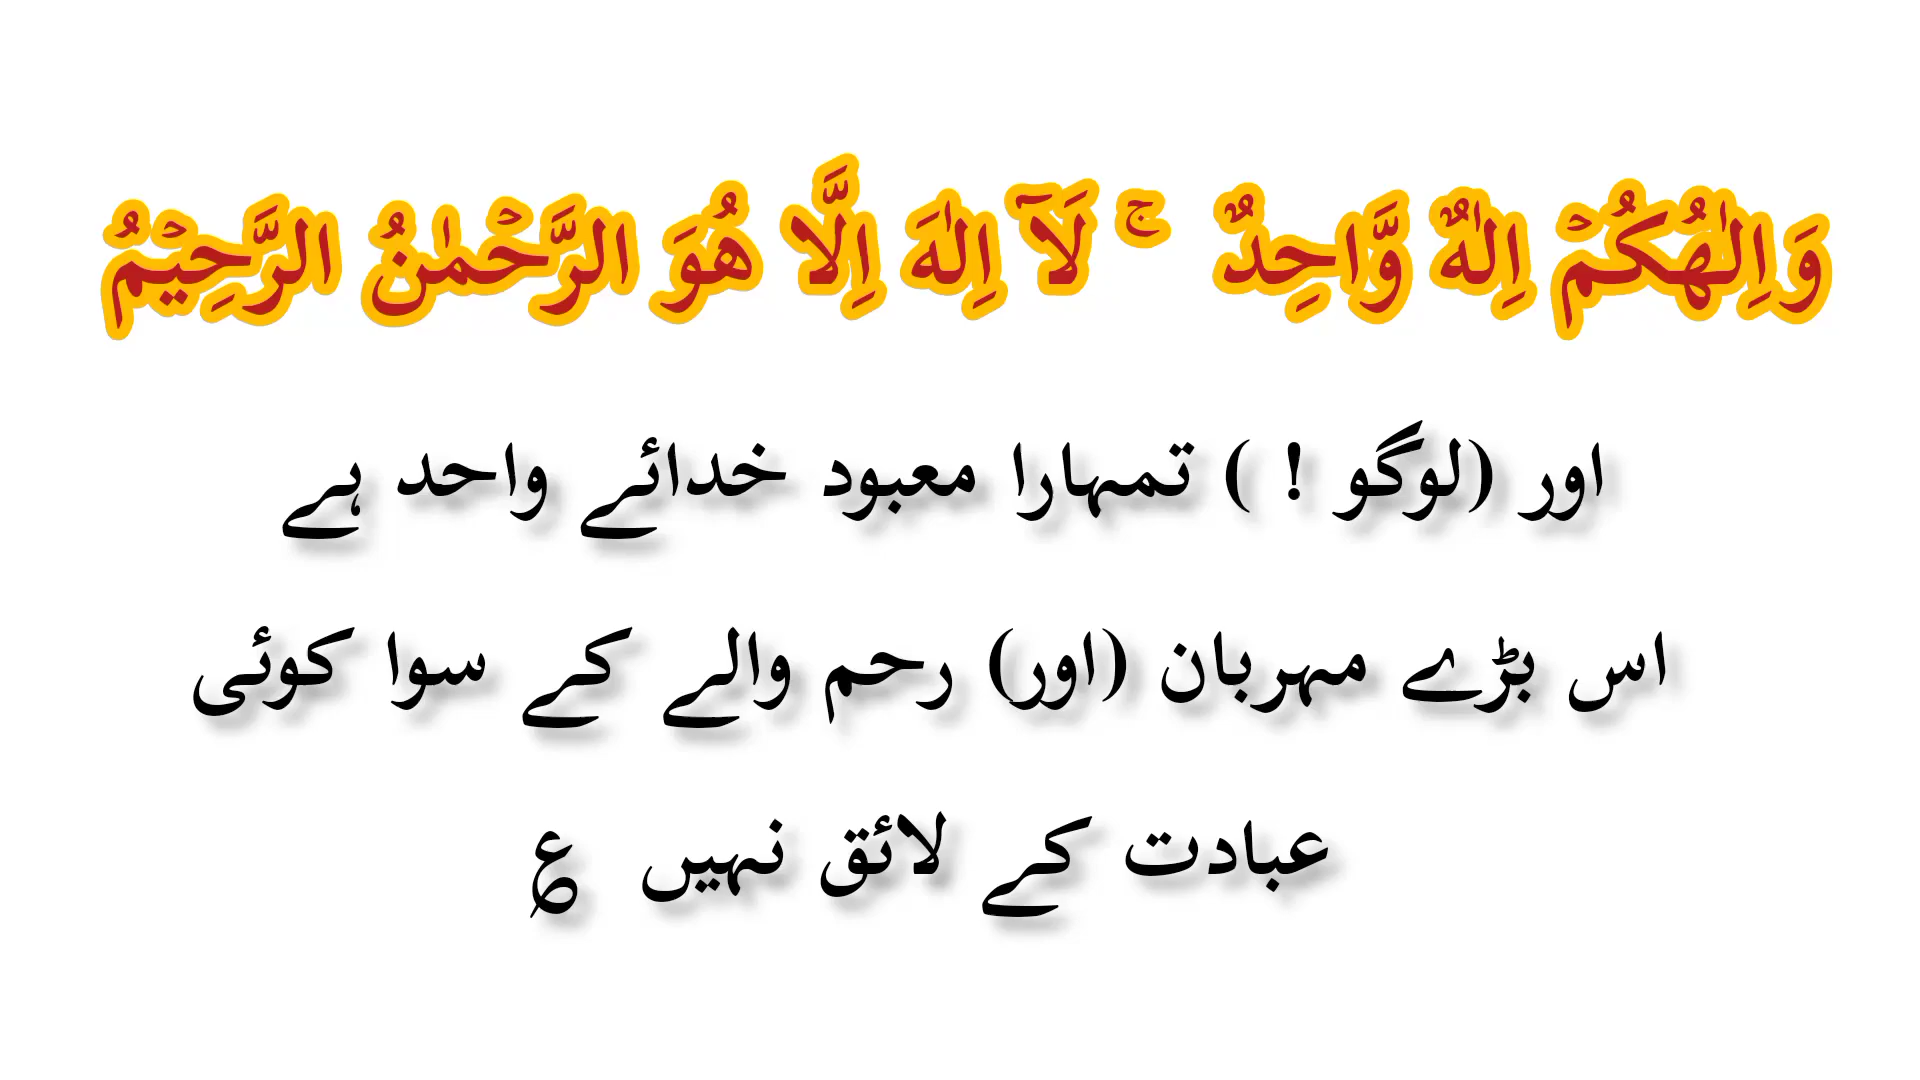 وَاِلٰهُكُمۡ اِلٰهٌ وَّاحِدٌ ۚ لَاۤ اِلٰهَ اِلَّا هُوَ الرَّحۡمٰنُ الرَّحِيۡمُ
اور (لوگو ! ) تمہارا معبود خدائے واحد ہے
اس بڑے مہربان (اور) رحم والے کے سوا کوئی
عبادت کے لائق نہیں ؏